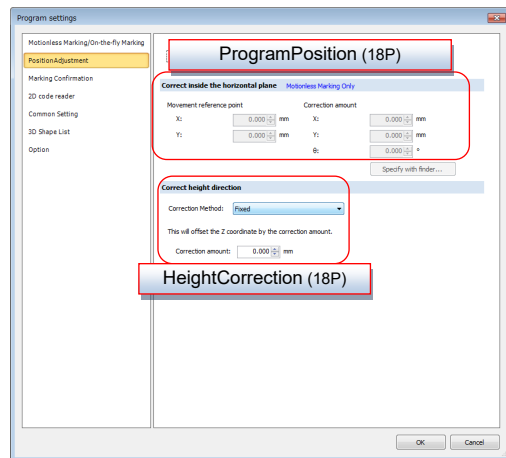 Program settings
Motionless Marking/On-the-fly Marking
PositionAdjustment
Marking Confirmation
2D code reader
Common Setting
3D Shape List
Option
ProgramPosition (18P)
Correct inside the horizontal plane Motionless Marking Only
Movement reference point Correction amount
X: 0.000 mm X: 0.000 mm
Y: 0.000 mm Y: 0.000 mm
θ: 0.000 °
Specify with finder...
Correct height direction
Correction Method: Fixed
This will offset the Z coordinate by the correction amount.
Correction amount: 0.000 mm
HeightCorrection (18P)
OK Cancel